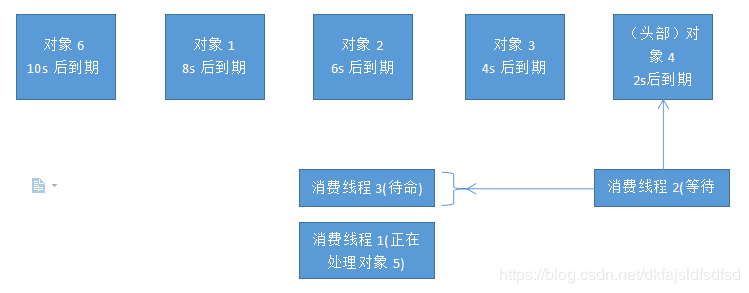 对象 6
10s 后到期
对象 1
8s 后到期
对象 2
6s 后到期
对象 3
4s 后到期
（头部）对
象 4
2s后到期
消费线程 3(待命)
消费线程 2(等待
消费线程 1(正在
处理对象 5)
https://blog.csdn.net/dkfajsldfsdfsd